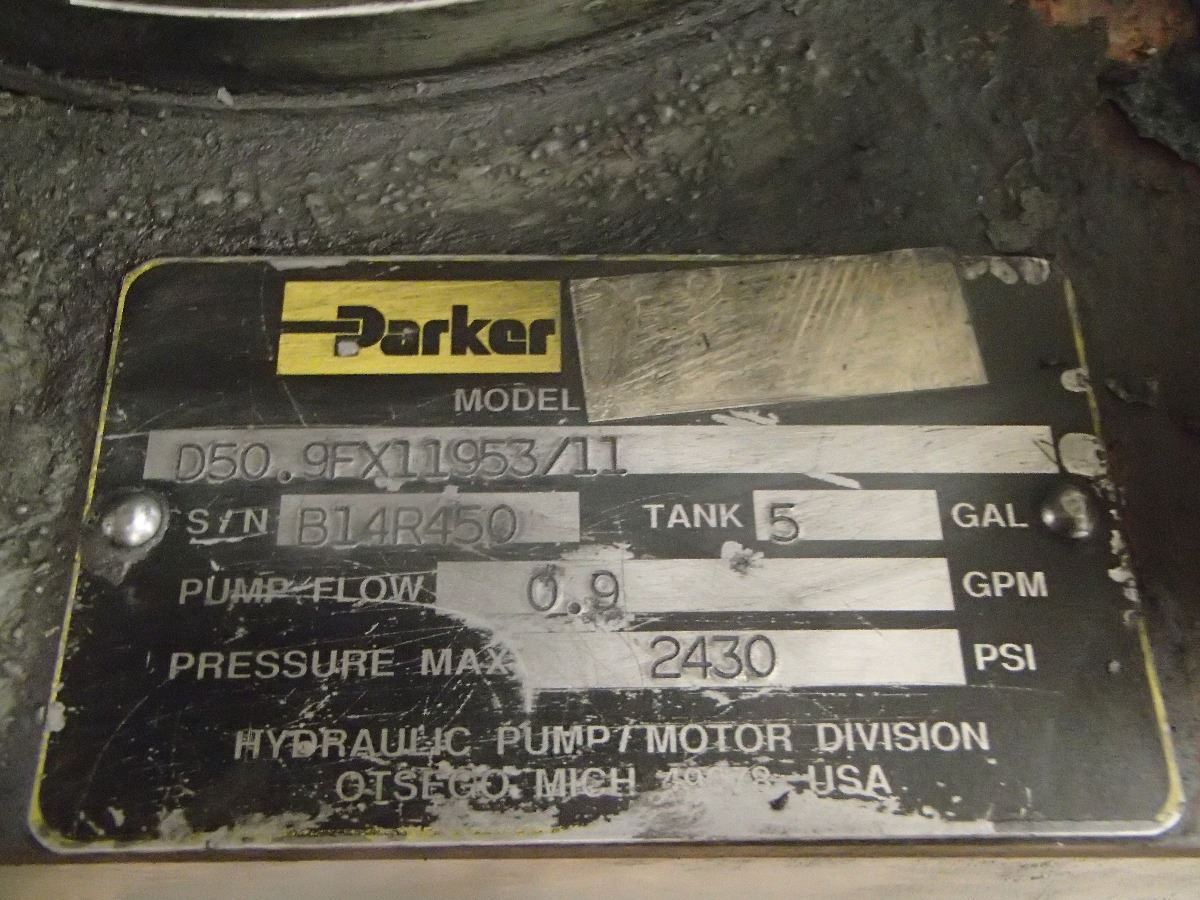 Parker
MODEL
D50.9FX11953/11
S/N B14R450 TANK 5 GAL
PUMP FLOW 0.9 GPM
PRESSURE MAX 2430 PSI
HYDRAULIC PUMP/MOTOR DIVISION
OTSEGO, MICH 49078 USA